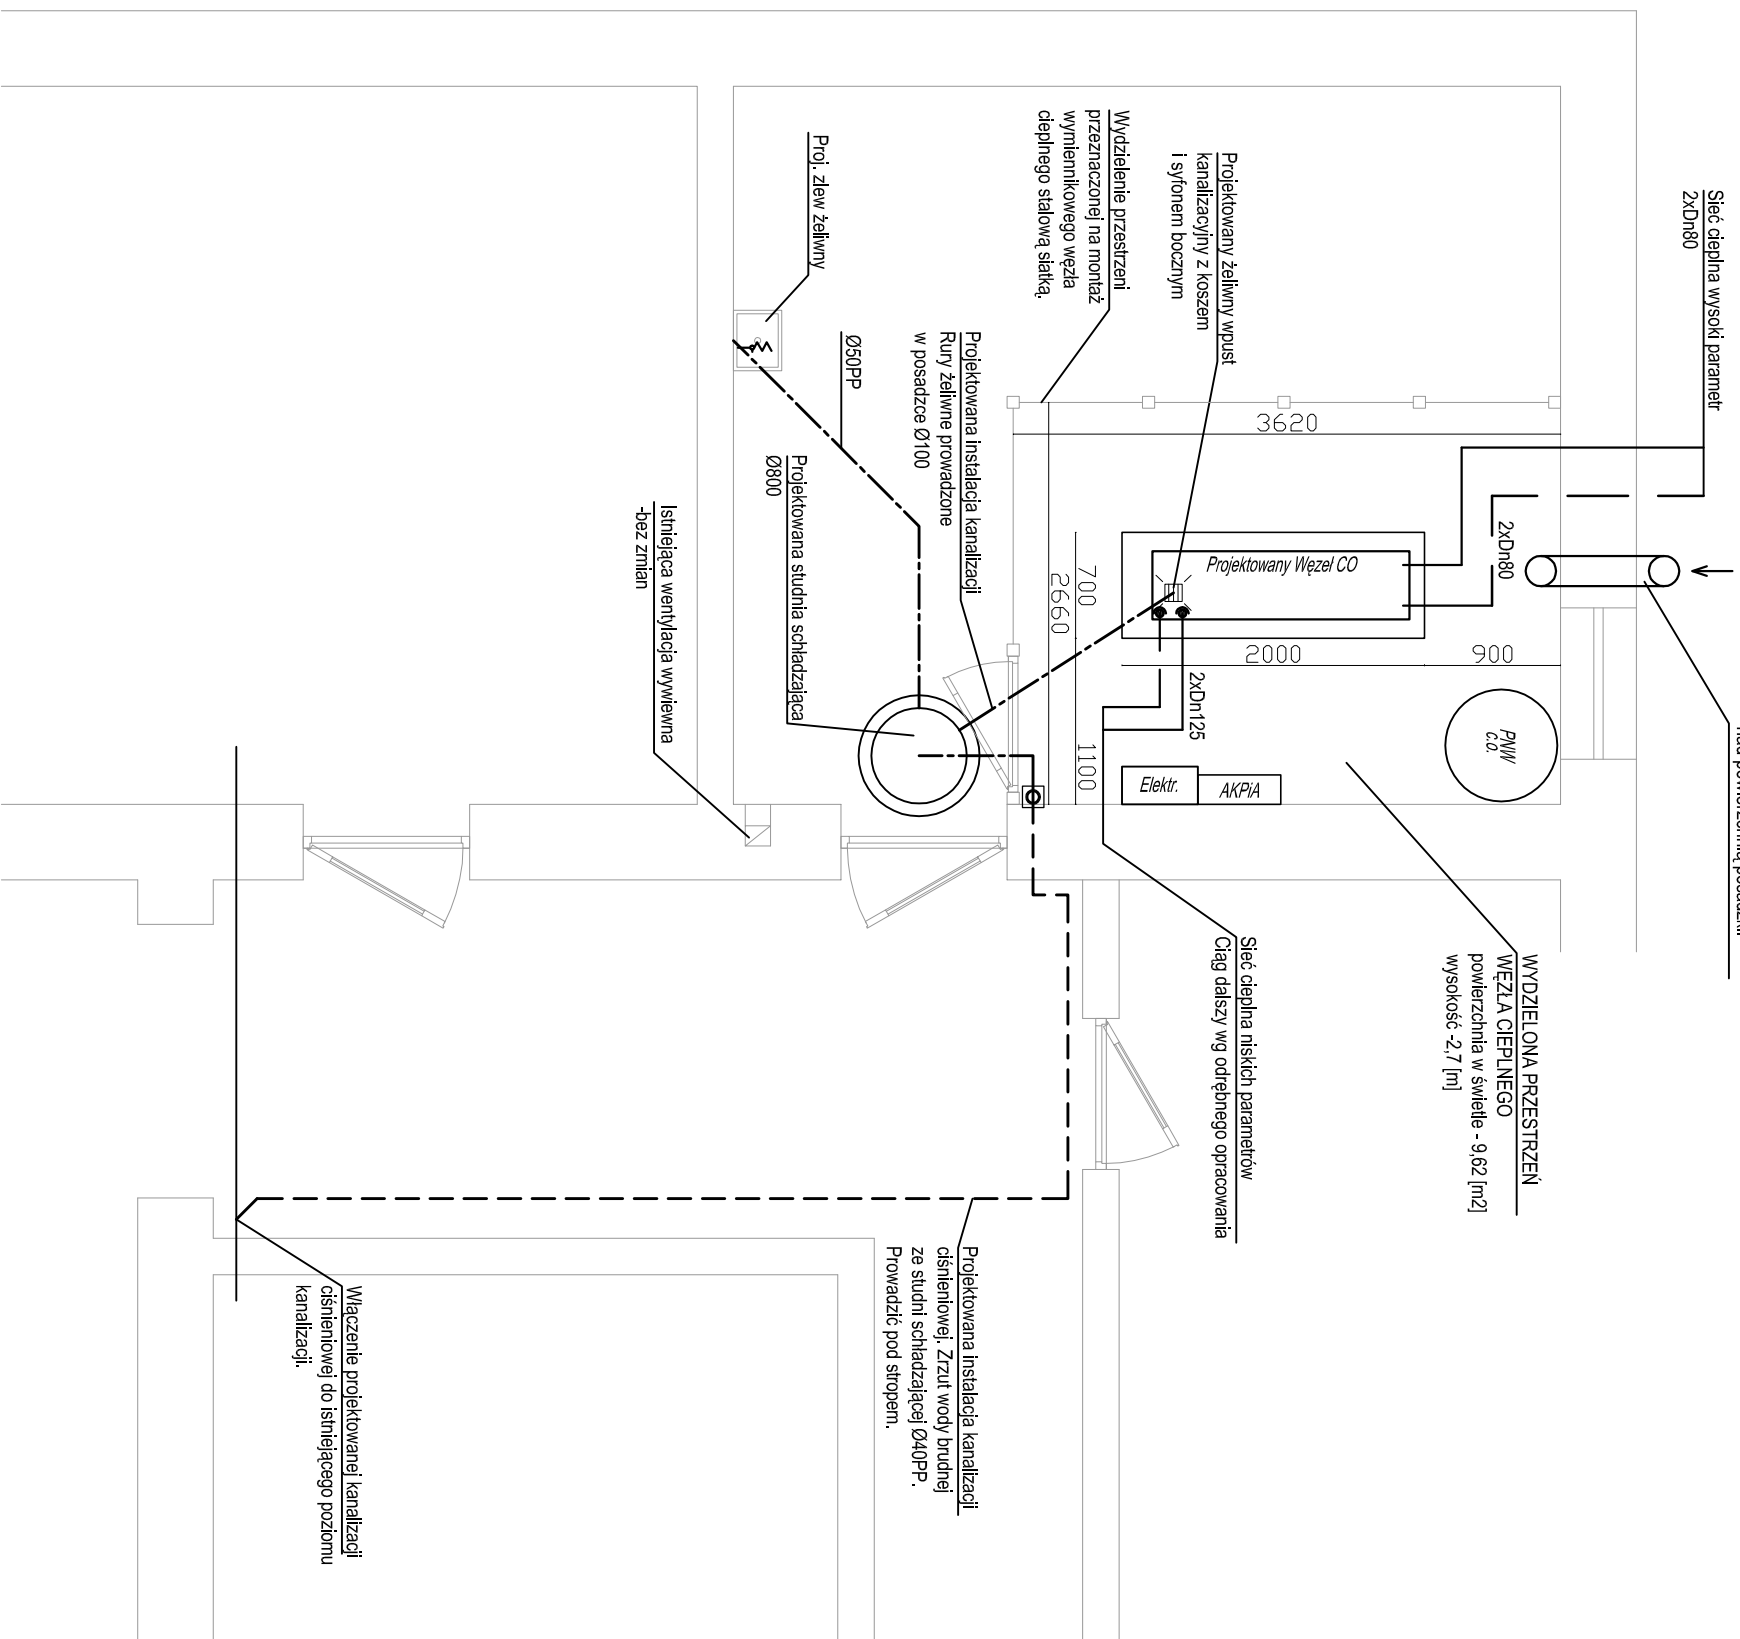 Sieć cieplna wysoki parametr
2xDn80
2xDn80
Projektowany żeliwny wpust
kanalizacyjny z koszem
i syfonem bocznym
Wydzielenie przestrzeni
przeznaczonej na montaż
wymiennikowego węzła
cieplnego stalową siatką.
Proj. zlew żeliwny
Ø50PP
Projektowana instalacja kanalizacji
Rury żeliwne prowadzone
w posadzce Ø100
Projektowana studnia schładzająca
Ø800
Istniejąca wentylacja wywiewna
-bez zmian
3620
Projektowany Węzeł CO
700
2660
2000
900
1100
2xDn125
PNW
c.o.
Elektr.
AKPiA
WYDZIELONA PRZESTRZEŃ
WĘZŁA CIEPLNEGO
powierzchnia w świetle - 9,62 [m2]
wysokość -2,7 [m]
Sieć cieplna niskich parametrów
Ciąg dalszy wg odrębnego opracowania
Projektowana instalacja kanalizacji
ciśnieniowej. Zrzut wody brudnej
ze studni schładzającej Ø40PP.
Prowadzić pod stropem.
Włączenie projektowanej kanalizacji
ciśnieniowej do istniejącego poziomu
kanalizacji.